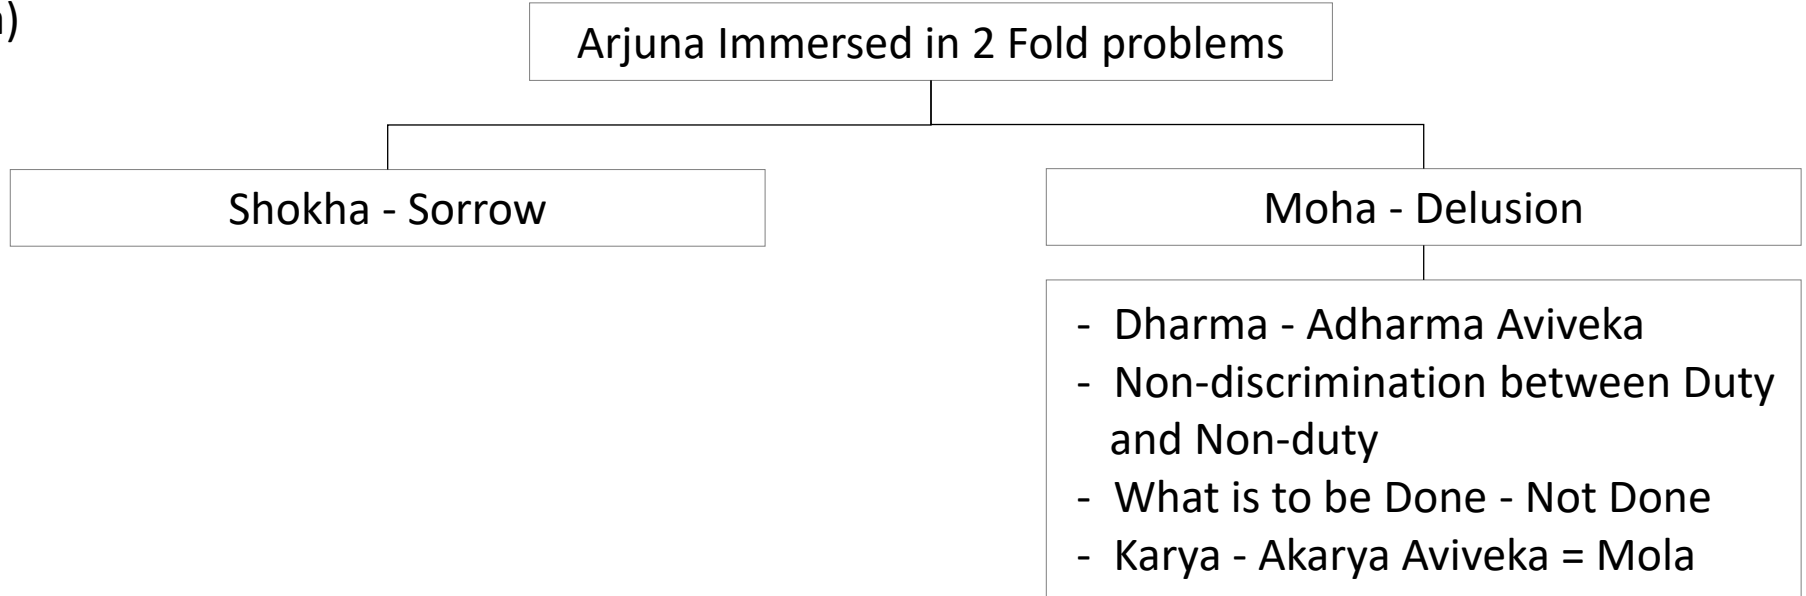 Arjuna Immersed in 2 Fold problems
Shokha - Sorrow
Moha - Delusion
- Dharma - Adharma Aviveka
- Non-discrimination between Duty
and Non-duty
- What is to be Done - Not Done
- Karya - Akarya Aviveka = Mola